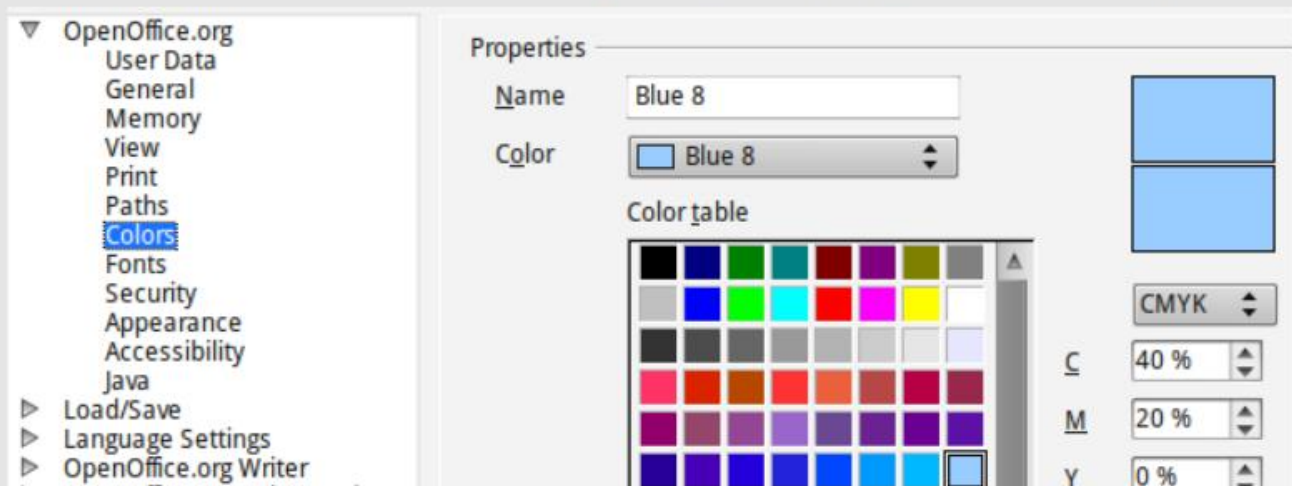 OpenOffice.org
User Data
General
Memory
View
Print
Paths
Colors
Fonts
Security
Appearance
Accessibility
Java
Load/Save
Language Settings
OpenOffice.org Writer
Properties
Name
Blue 8
Color
Blue 8
Color table
CMYK
C
40 %
M
20 %
Y
0 %